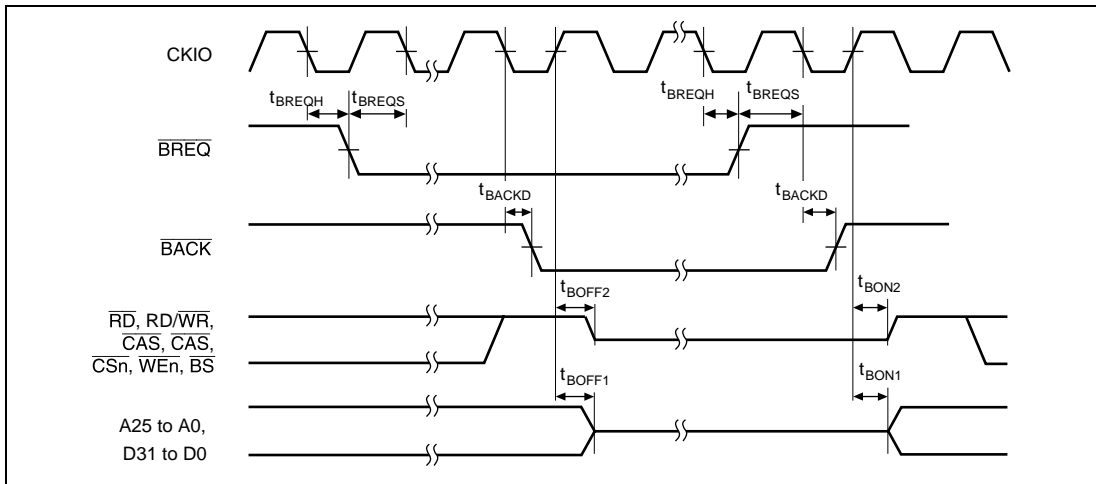 CKIO
tBREQH tBREQS tBREQH tBREQS
BREQ
tBACKD tBACKD
BACK
tBOFF2 tBON2
RD, RD/WR,
CAS, CAS,
CSn, WEn, BS
tBOFF1 tBON1
A25 to A0,
D31 to D0